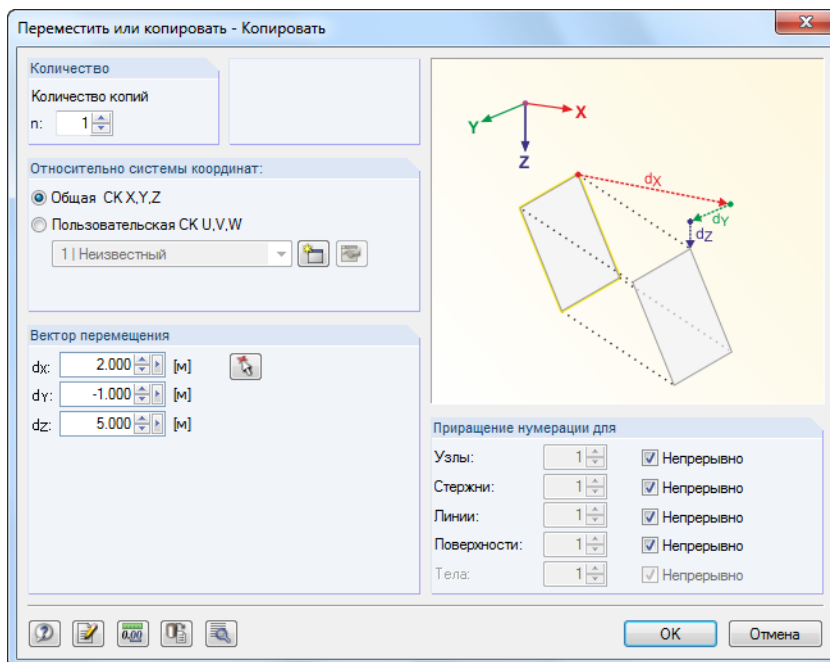 Переместить или копировать - Копировать
Количество
Количество копий
n: 1
Относительно системы координат:
Общая СК X,Y,Z
Пользовательская СК U,V,W
1 | Неизвестный
Вектор перемещения
dX: 2.000 [м]
dY: -1.000 [м]
dZ: 5.000 [м]
X
Y
Z
dX
dY
dZ
Приращение нумерации для
Узлы: 1 Непрерывно
Стержни: 1 Непрерывно
Линии: 1 Непрерывно
Поверхности: 1 Непрерывно
Тела: 1 Непрерывно
0.00
OK
Отмена